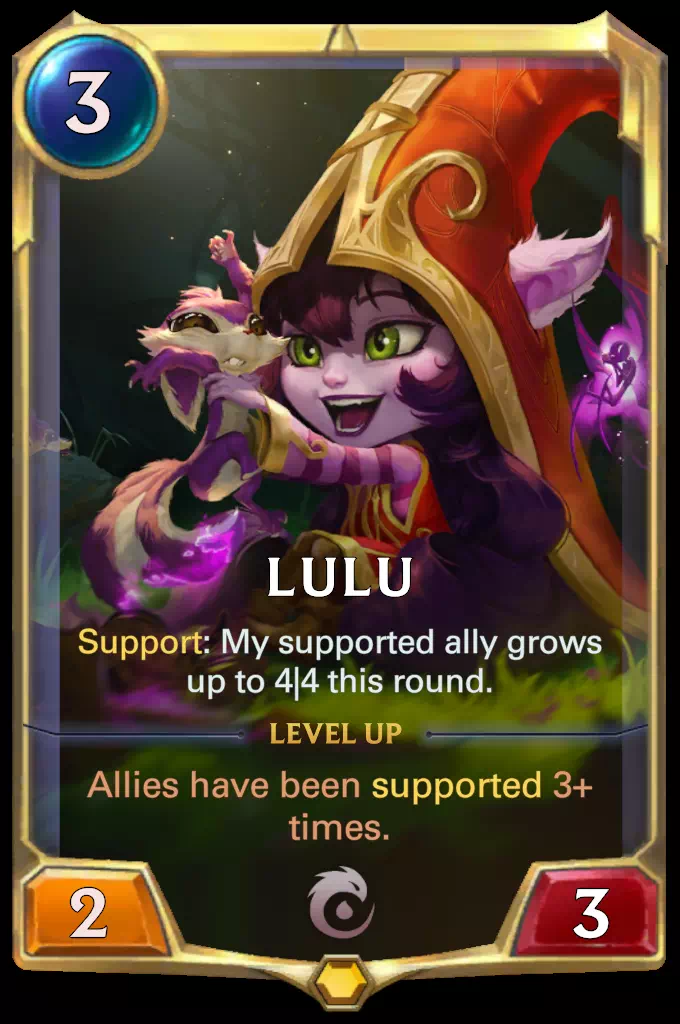 3
LULU
Support: My supported ally grows
up to 4|4 this round.
LEVEL UP
Allies have been supported 3+
times.
2
3